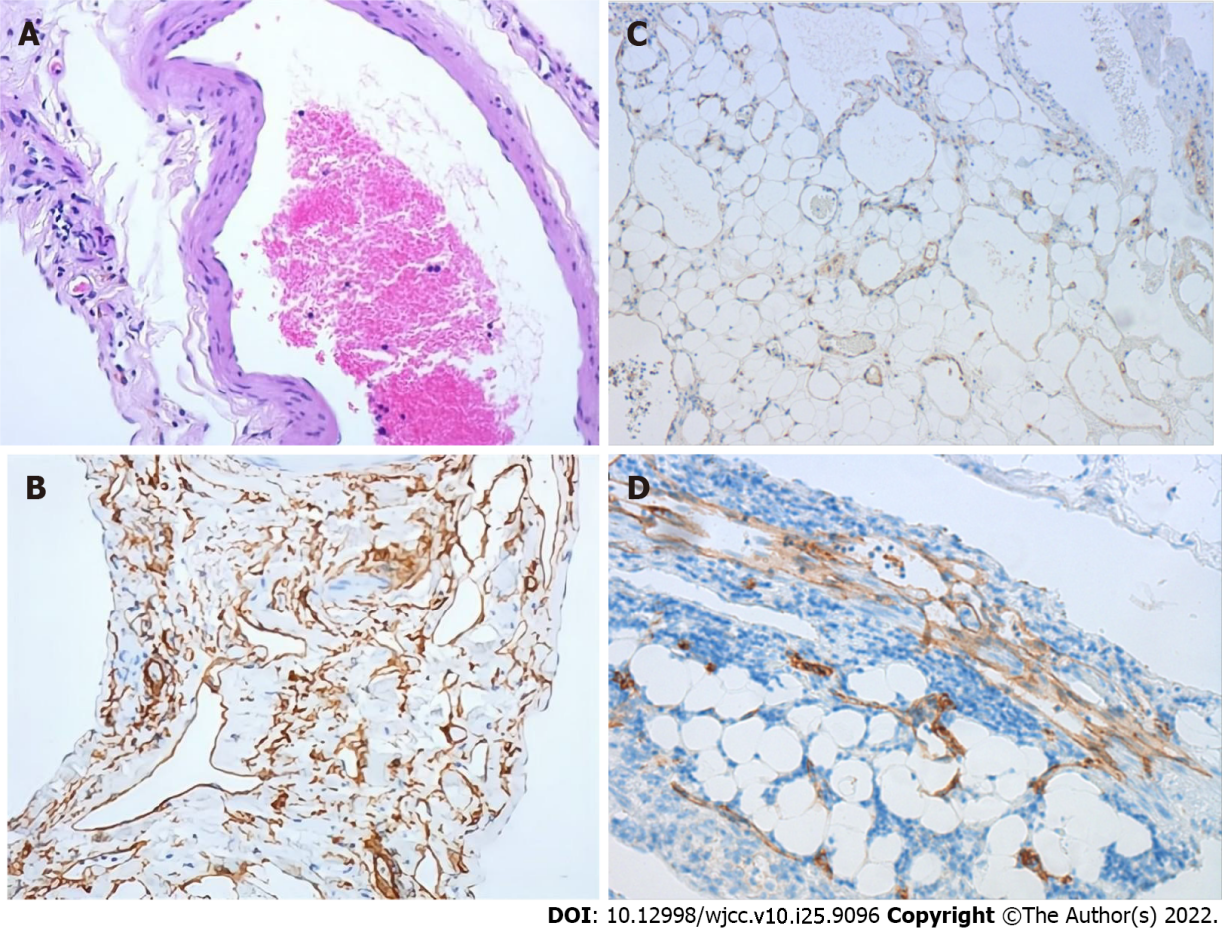 A
C
B
D
DOI: 10.12998/wjcc.v10.i25.9096 Copyright ©The Author(s) 2022.